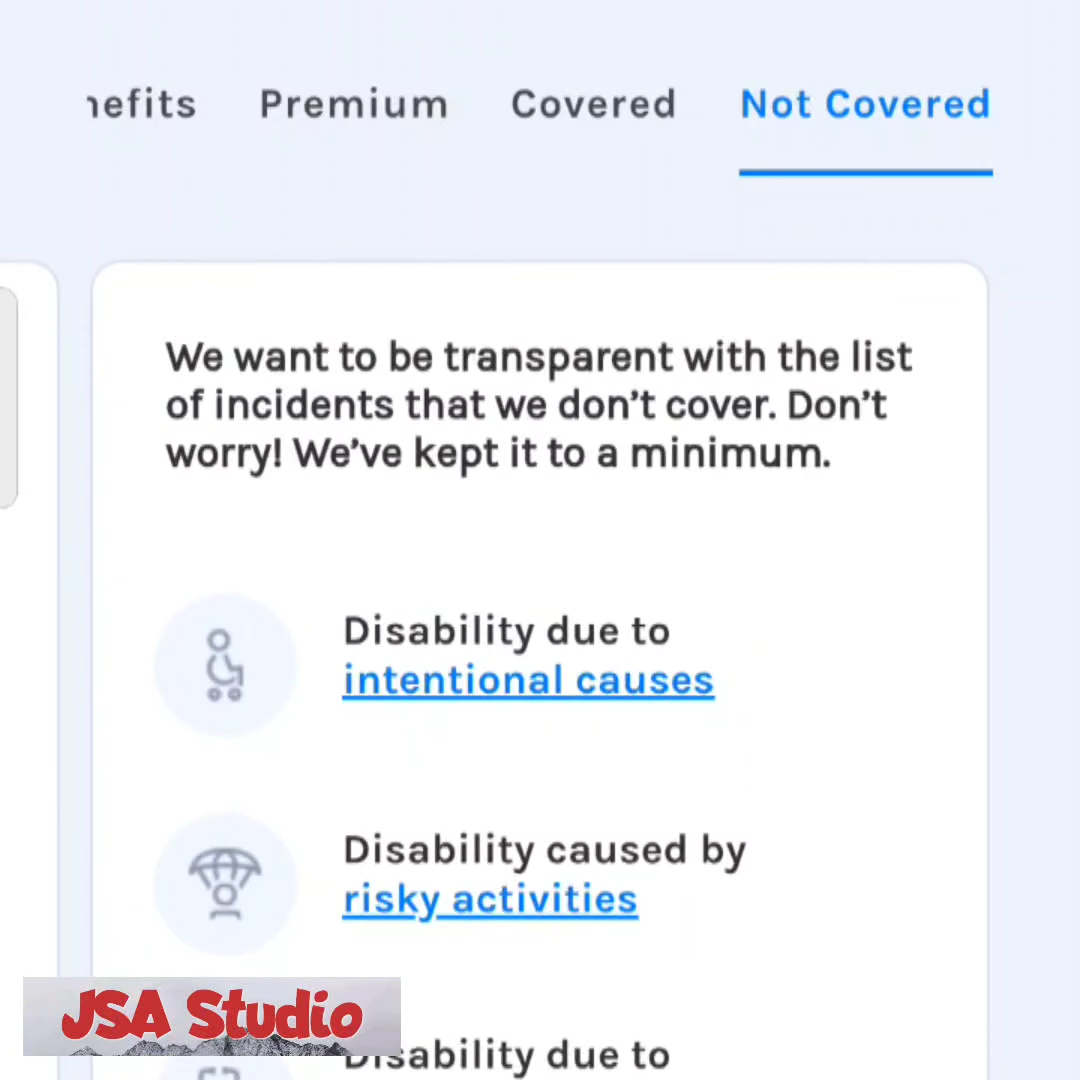 nefits Premium Covered Not Covered
We want to be transparent with the list
of incidents that we don’t cover. Don’t
worry! We’ve kept it to a minimum.
Disability due to
intentional causes
Disability caused by
risky activities
JSA Studio
Disability due to